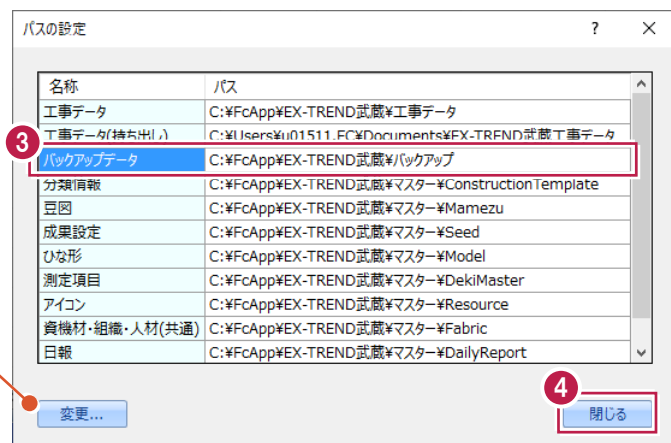 パスの設定 ? ×
名称 パス
工事データ C:¥FcApp¥EX-TREND武蔵¥工事データ
工事データ(持ち出し) C:¥Users¥u01511.FC¥Documents¥EX-TREND武蔵工事データ
3
バックアップデータ C:¥FcApp¥EX-TREND武蔵¥バックアップ
分類情報 C:¥FcApp¥EX-TREND武蔵¥マスター¥ConstructionTemplate
豆図 C:¥FcApp¥EX-TREND武蔵¥マスター¥Mamezu
成果設定 C:¥FcApp¥EX-TREND武蔵¥マスター¥Seed
ひな形 C:¥FcApp¥EX-TREND武蔵¥マスター¥Model
測定項目 C:¥FcApp¥EX-TREND武蔵¥マスター¥DekiMaster
アイコン C:¥FcApp¥EX-TREND武蔵¥マスター¥Resource
資機材・組織・人材(共通) C:¥FcApp¥EX-TREND武蔵¥マスター¥Fabric
日報 C:¥FcApp¥EX-TREND武蔵¥マスター¥DailyReport
4
変更... 閉じる